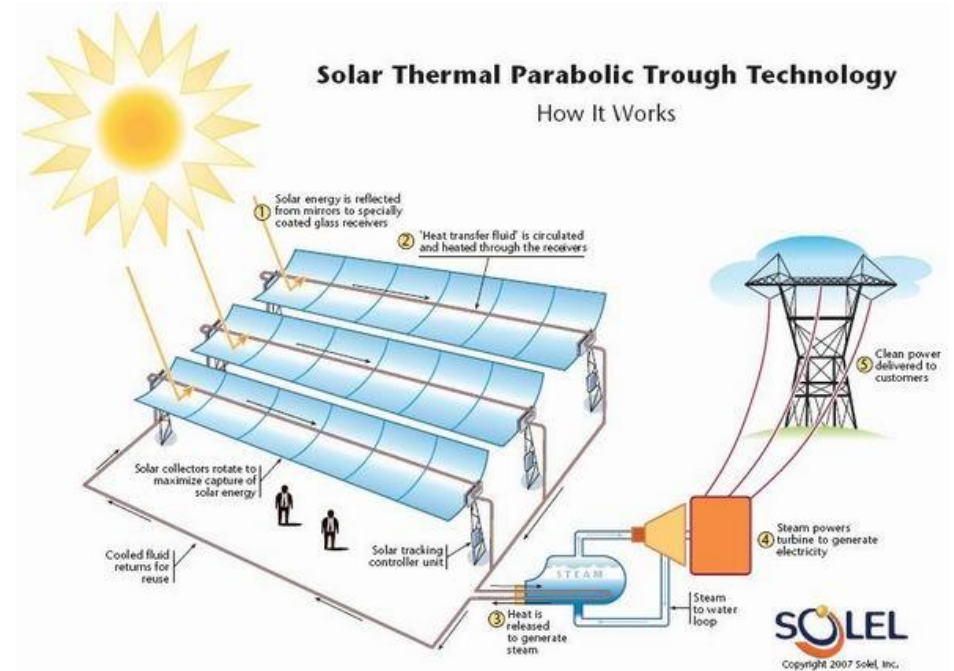 Solar Thermal Parabolic Trough Technology
How It Works
1
Solar energy is reflected
from mirrors to specially
coated glass receivers
2
'Heat transfer fluid' is circulated
and heated through the receivers
5
Clean power
delivered to
customers
Solar collectors rotate to
maximize capture of
solar energy
Cooled fluid
returns for
reuse
Solar tracking
controller unit
STEAM
3
Heat is
released
to generate
steam
Steam
to water
loop
4
Steam powers
turbine to generate
electricity
SOLEL
Copyright 2007 Solel, Inc.